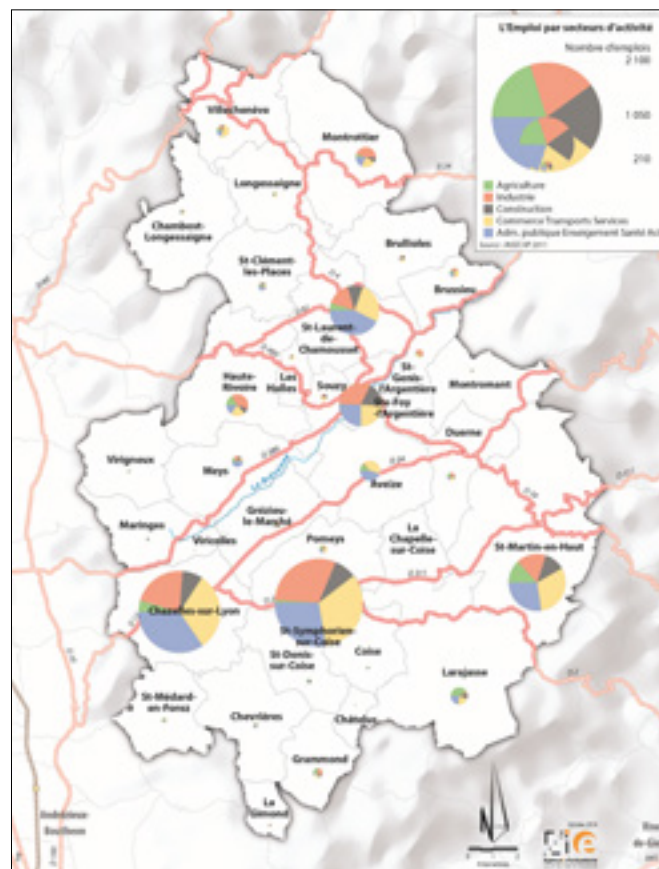 L'Emploi par secteurs d'activité
Nombre d'emplois
2 100
1 050
210
Agriculture
Industrie
Construction
Commerce Transports Services
Adm. publique Enseignement Santé Act
Source : INSEE RP 2011
Villechenève
Montrottier
Longessaigne
Chambost-
Longessaigne
Brullioles
St-Clément-
les-Places
Brussieu
St-Laurent-
de-
Chamousset
Haute-
Rivoire
Les
Halles
Souzy
St-
Genis-
l'Argentière
Montromant
Ste-Foy
l'Argentière
Duerne
Virigneux
Meys
Aveize
Maringes
Grézieu-
le-Marché
Viricelles
Pomeys
La
Chapelle-
sur-Coise
St-Martin-en-Haut
Chazelles-sur-Lyon
St-Symphorien-
sur-Coise
St-Denis-
sur-Coise
Coise
Larajasse
St-Médard-
en-Forez
Chevrières
Châtelus
Grammond
La
Gimond